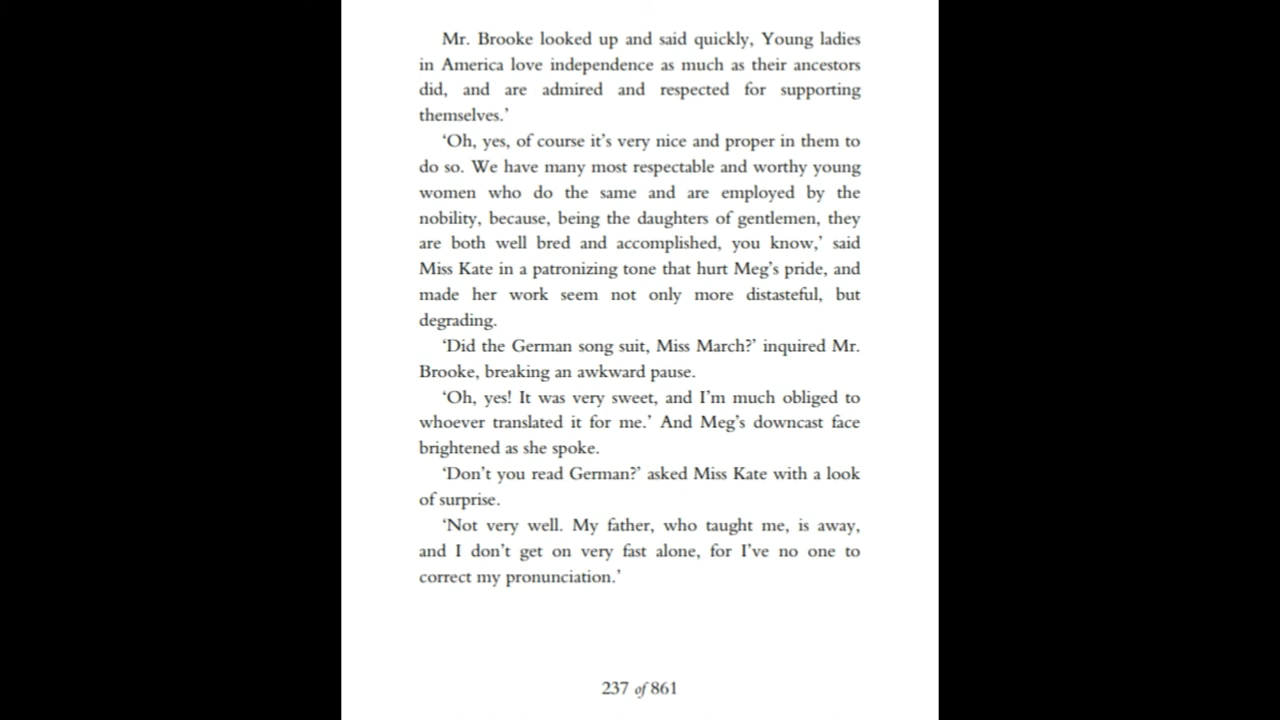 Mr. Brooke looked up and said quickly, Young ladies
in America love independence as much as their ancestors
did, and are admired and respected for supporting
themselves.’
‘Oh, yes, of course it’s very nice and proper in them to
do so. We have many most respectable and worthy young
women who do the same and are employed by the
nobility, because, being the daughters of gentlemen, they
are both well bred and accomplished, you know,’ said
Miss Kate in a patronizing tone that hurt Meg’s pride, and
made her work seem not only more distasteful, but
degrading.
‘Did the German song suit, Miss March?’ inquired Mr.
Brooke, breaking an awkward pause.
‘Oh, yes! It was very sweet, and I’m much obliged to
whoever translated it for me.’ And Meg’s downcast face
brightened as she spoke.
‘Don’t you read German?’ asked Miss Kate with a look
of surprise.
‘Not very well. My father, who taught me, is away,
and I don’t get on very fast alone, for I’ve no one to
correct my pronunciation.’
237 of 861